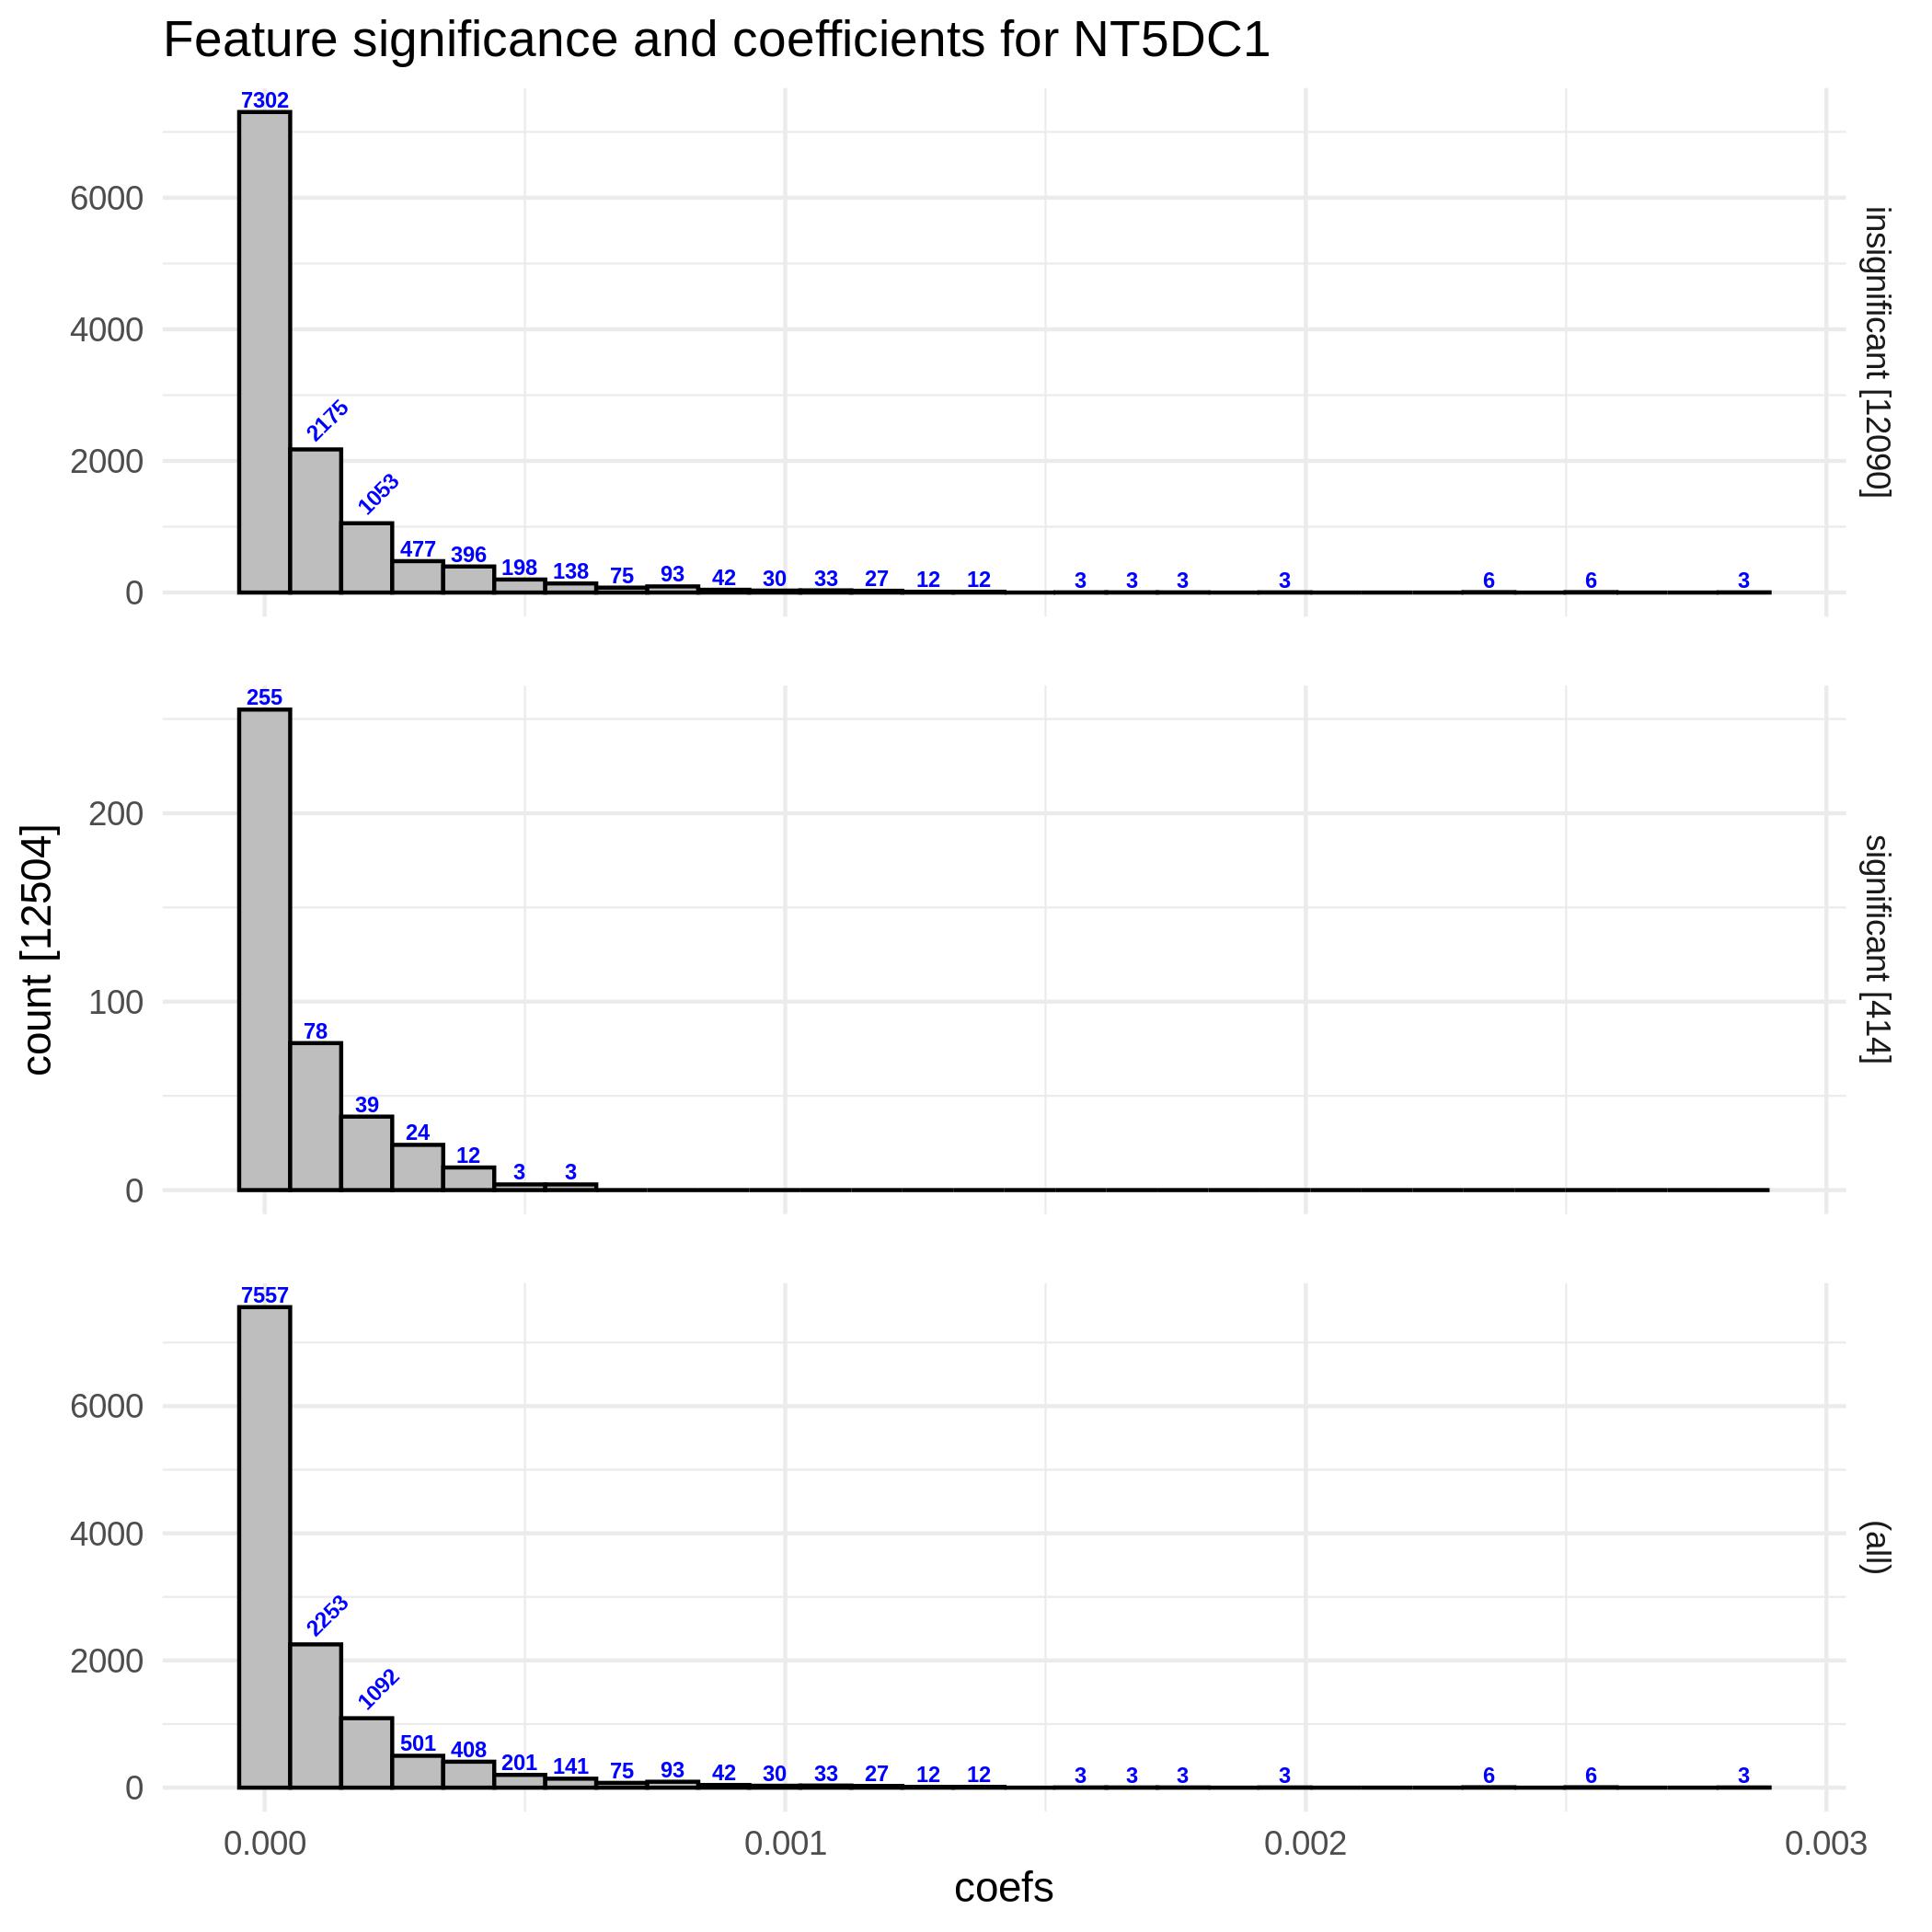 Feature significance and coefficients for NT5DC1
7302
2175
1053
477 396 198 138 75 93 42 30 33 27 12 12 3 3 3 3 6 6 3
6000
4000
2000
0
insignificant [12090]
255
78
39
24
12
3 3
200
100
0
significant [414]
count [12504]
7557
2253
1092
501 408 201 141 75 93 42 30 33 27 12 12 3 3 3 3 6 6 3
6000
4000
2000
0
(all)
0.000 0.001 0.002 0.003
coefs